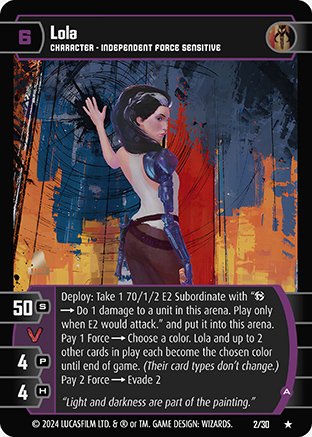 6
Lola
CHARACTER - INDEPENDENT FORCE SENSITIVE
50 S
4 P
4 H
Deploy: Take 1 70/1/2 E2 Subordinate with "
→ Do 1 damage to a unit in this arena. Play only
when E2 would attack." and put it into this arena.
Pay 1 Force → Choose a color. Lola and up to 2
other cards in play each become the chosen color
until end of game. (Their card types don't change.)
Pay 2 Force → Evade 2
"Light and darkness are part of the painting."
A
© 2024 LUCASFILM LTD. & ® or TM. GAME DESIGN: WIZARDS.
2/30
★